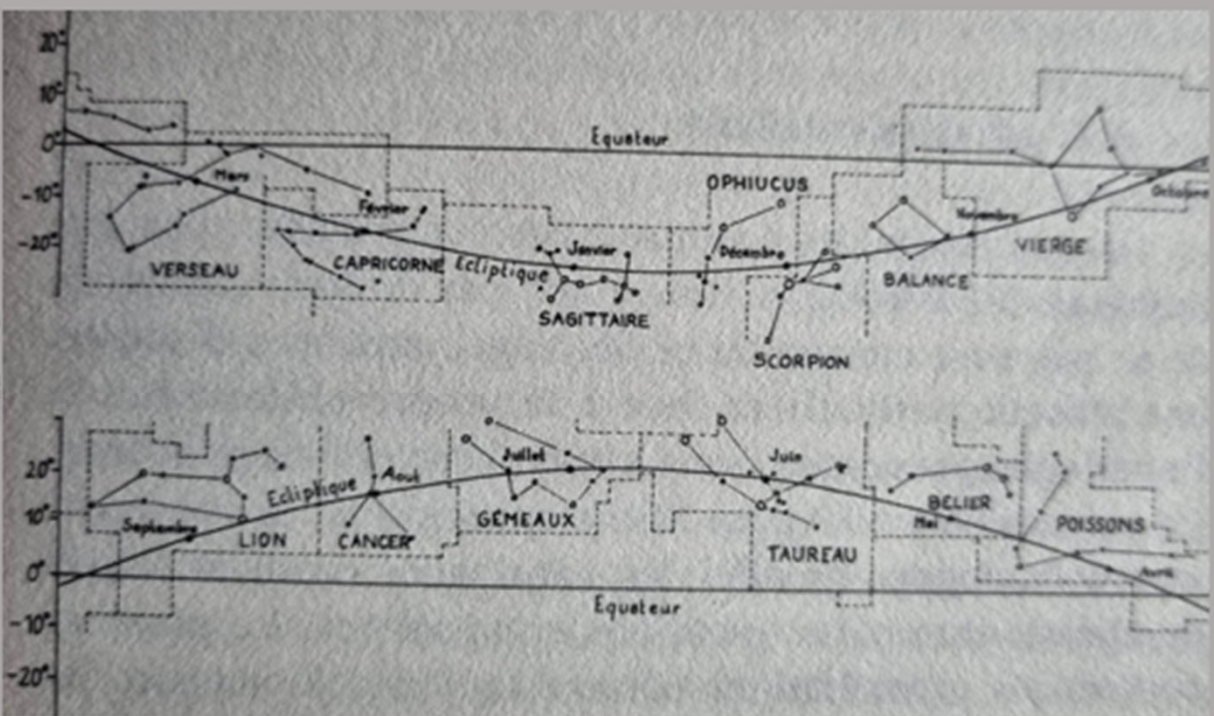 20°
10°
0°
-10°
-20°
Equateur
OPHIUCUS
Mars
Février
Octobre
Novembre
VIERGE
Janvier
Décembre
VERSEAU
CAPRICORNE
Ecliptique
BALANCE
SAGITTAIRE
SCORPION
20°
10°
0°
-10°
-20°
Juillet
Juin
Aout
Ecliptique
Septembre
LION
CANCER
GÉMEAUX
TAUREAU
BÉLIER
Mai
POISSONS
Avril
Equateur